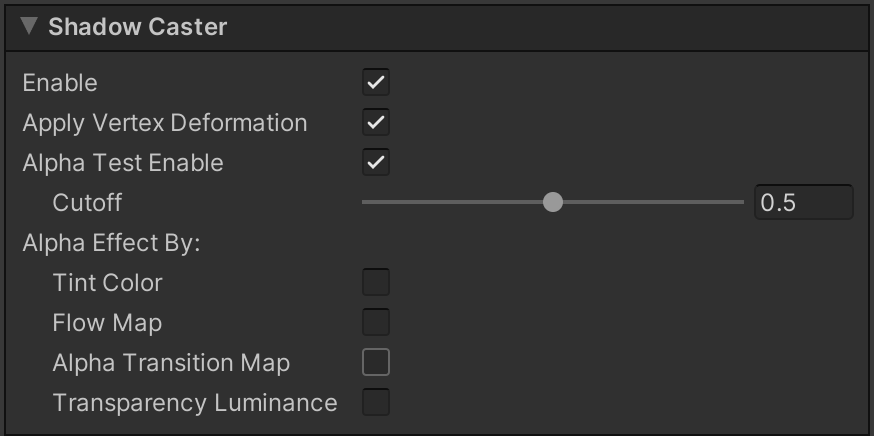 Shadow Caster
Enable
Apply Vertex Deformation
Alpha Test Enable
Cutoff 0.5
Alpha Effect By:
Tint Color
Flow Map
Alpha Transition Map
Transparency Luminance